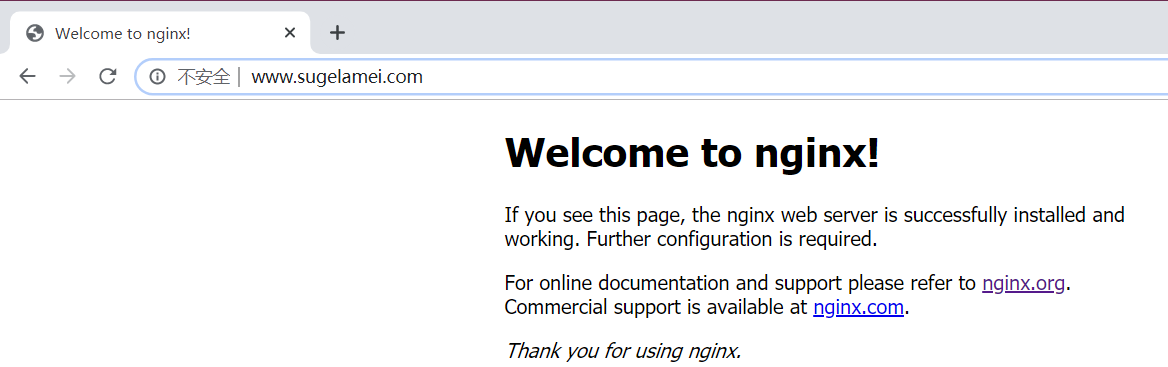 Welcome to nginx!
不安全 | www.sugelamei.com
Welcome to nginx!
If you see this page, the nginx web server is successfully installed and
working. Further configuration is required.
For online documentation and support please refer to nginx.org.
Commercial support is available at nginx.com.
Thank you for using nginx.